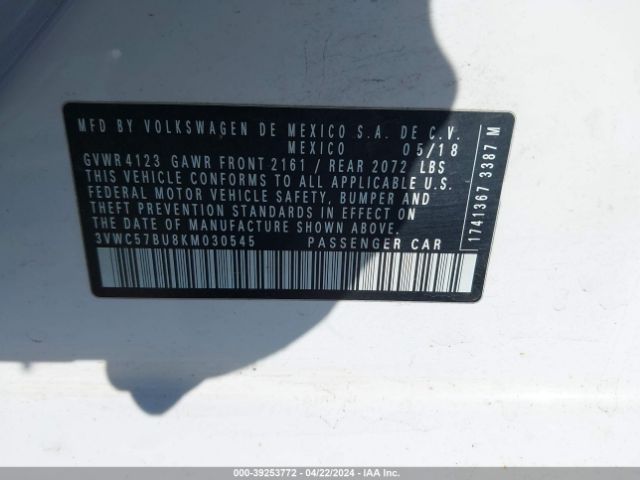 MFD BY VOLKSWAGEN DE MEXICO S.A. DE C.V.
MEXICO 05/18
GVWR 4123 GAWR FRONT 2161 / REAR 2072 LBS
THIS VEHICLE CONFORMS TO ALL APPLICABLE U.S.
FEDERAL MOTOR VEHICLE SAFETY, BUMPER AND
THEFT PREVENTION STANDARDS IN EFFECT ON
THE DATE OF MANUFACTURE SHOWN ABOVE.
3VWC57BU8KM030545 PASSENGER CAR
1741367 3387 M
000-39253772 - 04/22/2024 - IAAI.COM